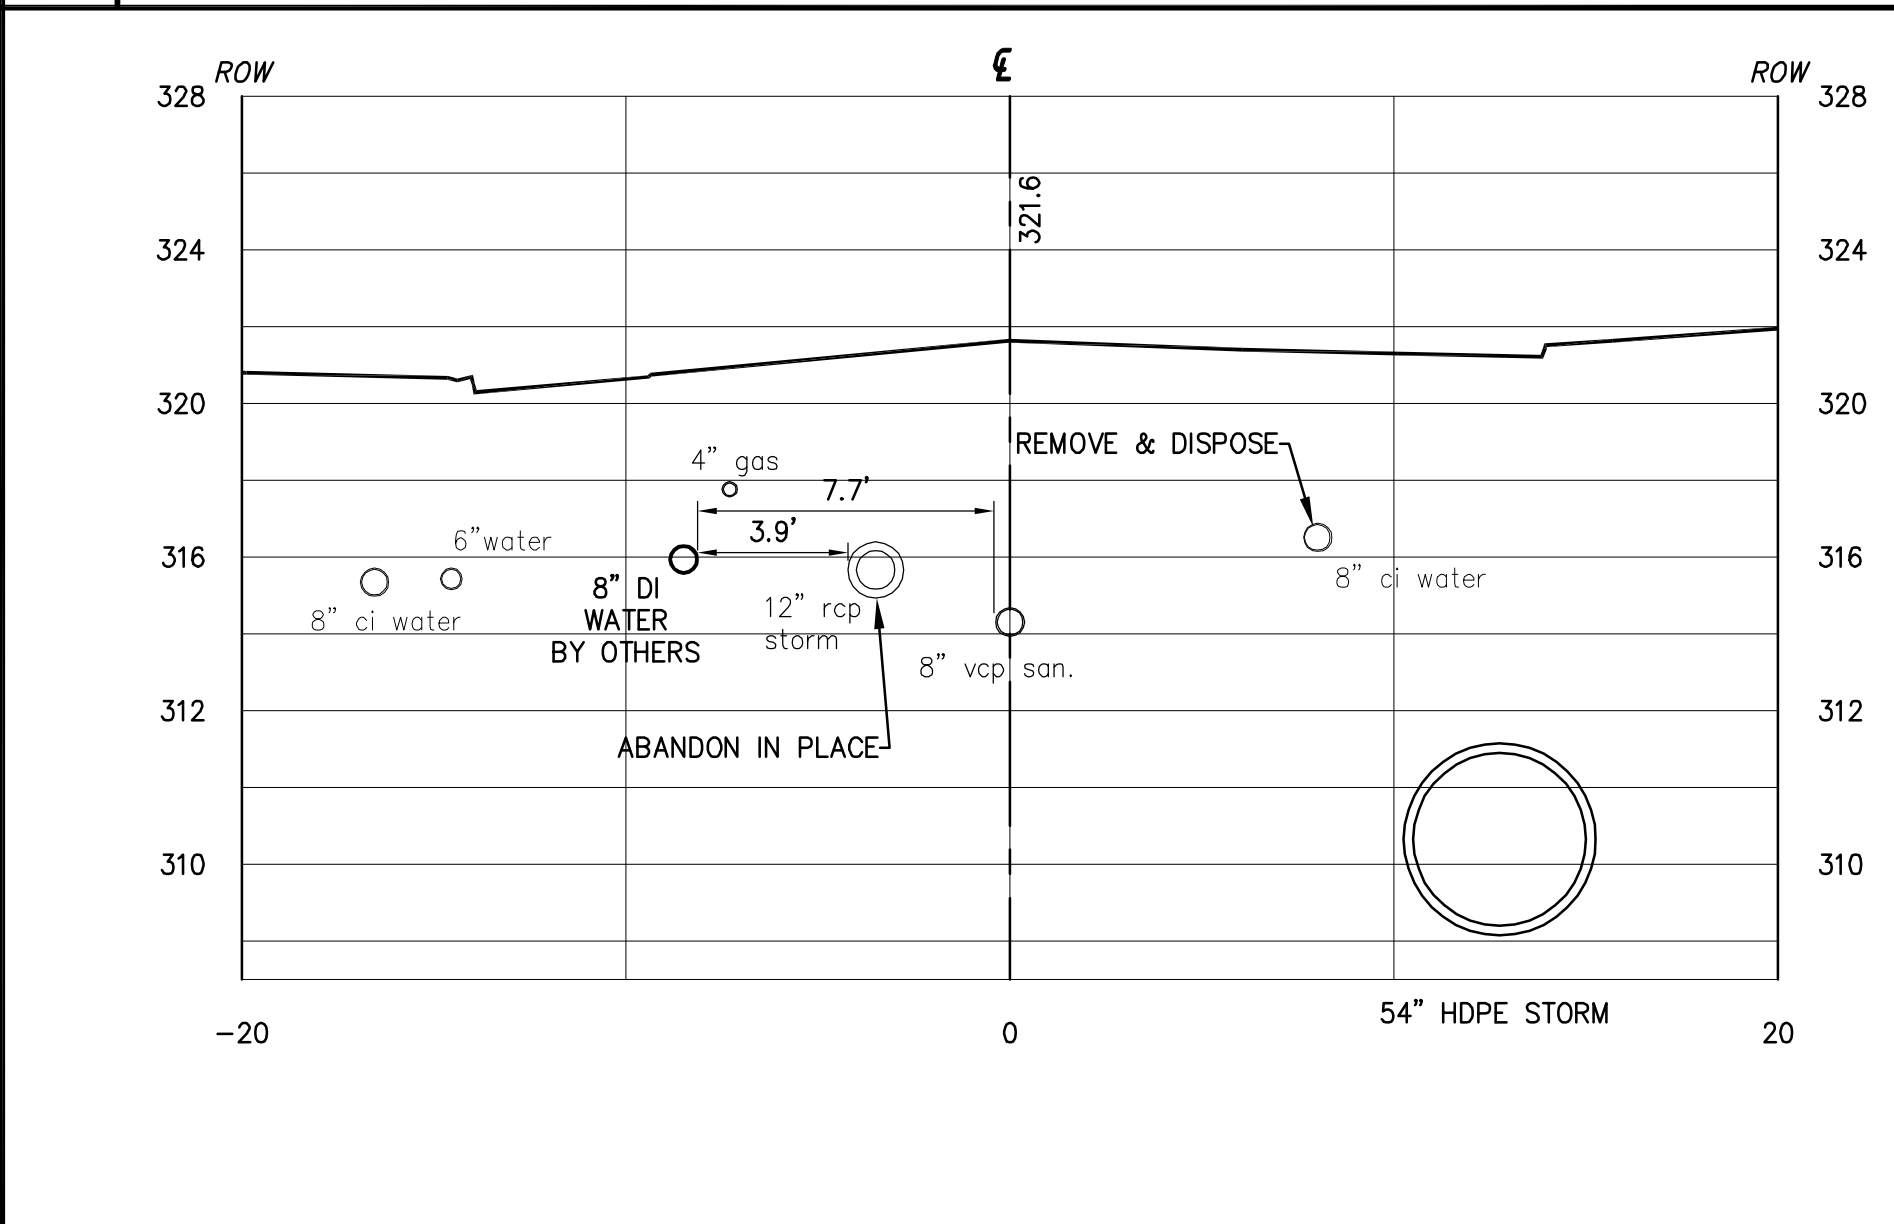 ROW
℄
ROW
328
328
321.6
324
324
320
320
REMOVE & DISPOSE
4" gas
7.7'
3.9'
6"water
316
316
8" ci water
8" DI
WATER
BY OTHERS
12" rcp
storm
8" ci water
8" vcp san.
312
312
ABANDON IN PLACE
310
310
54" HDPE STORM
-20
0
20